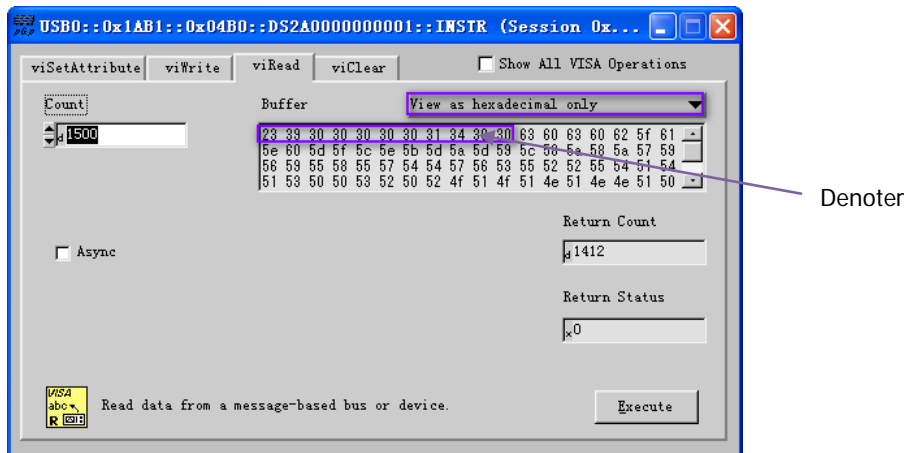 USB0::0x1AB1::0x04B0::DS2A0000000001::INSTR (Session 0x...
viSetAttribute viWrite viRead viClear Show All VISA Operations
Count Buffer View as hexadecimal only
1500
23 39 30 30 30 30 30 31 34 30 30 63 60 63 60 62 5f 61
5e 60 5d 5f 5c 5e 5b 5d 5a 5d 59 5c 58 5a 58 5a 57 59
56 59 55 58 55 57 54 54 57 56 53 55 52 52 55 54 51 54
51 53 50 50 53 52 50 52 4f 51 4f 51 4e 51 4e 4e 51 50
Denoter
Return Count
Async d 1412
Return Status
x 0
VISA
abc
R
Read data from a message-based bus or device.
Execute